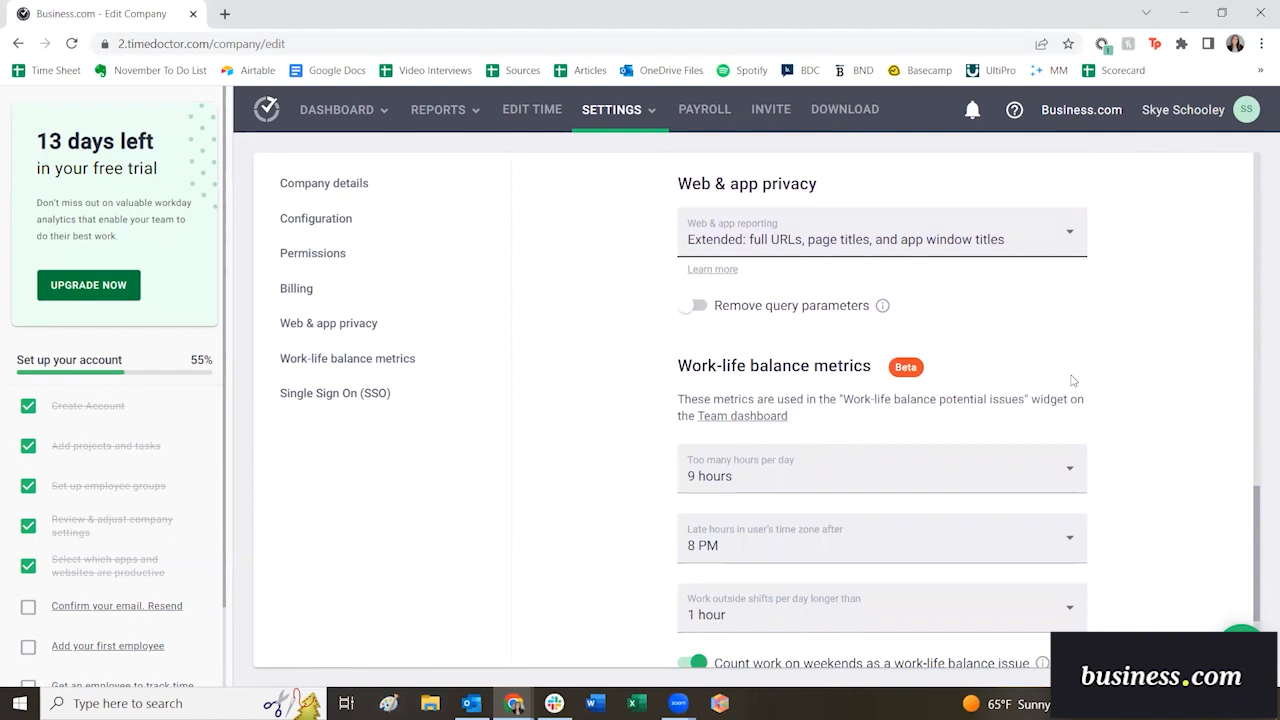 Business.com - Edit Company
2.timedoctor.com/company/edit
Time Sheet
November To Do List
Airtable
Google Docs
Video Interviews
Sources
Articles
OneDrive Files
Spotify
BDC
BND
Basecamp
UltiPro
MM
Scorecard
»
DASHBOARD
REPORTS
EDIT TIME
SETTINGS
PAYROLL
INVITE
DOWNLOAD
Business.com
Skye Schooley
SS
13 days left
in your free trial
Don't miss out on valuable workday
analytics that enable your team to
do their best work.
UPGRADE NOW
Set up your account 55%
Create Account
Add projects and tasks
Set up employee groups
Review & adjust company
settings
Select which apps and
websites are productive
Confirm your email. Resend
Add your first employee
Get an employee to track time
Company details
Configuration
Permissions
Billing
Web & app privacy
Work-life balance metrics
Single Sign On (SSO)
Web & app privacy
Web & app reporting
Extended: full URLs, page titles, and app window titles
Learn more
Remove query parameters
Work-life balance metrics Beta
These metrics are used in the "Work-life balance potential issues" widget on
the Team dashboard
Too many hours per day
9 hours
Late hours in user's time zone after
8 PM
Work outside shifts per day longer than
1 hour
Count work on weekends as a work-life balance issue
business.com
Type here to search
65°F Sunny